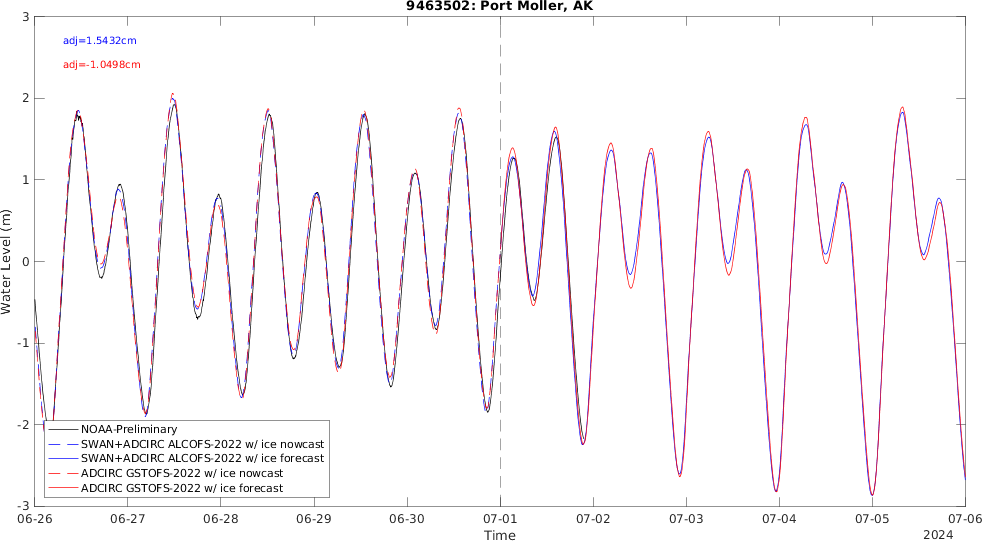 9463502: Port Moller, AK
3
2
1
0
-1
-2
-3
Water Level (m)
adj=1.5432cm
adj=-1.0498cm
NOAA-Preliminary
SWAN+ADCIRC ALCOFS-2022 w/ ice nowcast
SWAN+ADCIRC ALCOFS-2022 w/ ice forecast
ADCIRC GSTOFS-2022 w/ ice nowcast
ADCIRC GSTOFS-2022 w/ ice forecast
06-26 06-27 06-28 06-29 06-30 07-01 07-02 07-03 07-04 07-05 07-06
Time
2024